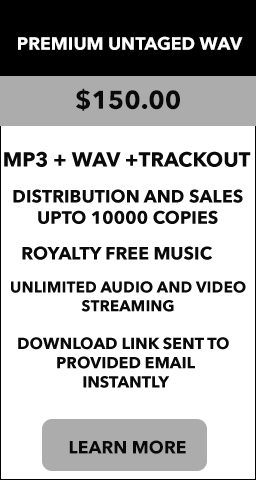 PREMIUM UNTAGED WAV
$150.00
MP3 + WAV +TRACKOUT
DISTRIBUTION AND SALES
UPTO 10000 COPIES
ROYALTY FREE MUSIC
UNLIMITED AUDIO AND VIDEO
STREAMING
DOWNLOAD LINK SENT TO
PROVIDED EMAIL
INSTANTLY
LEARN MORE